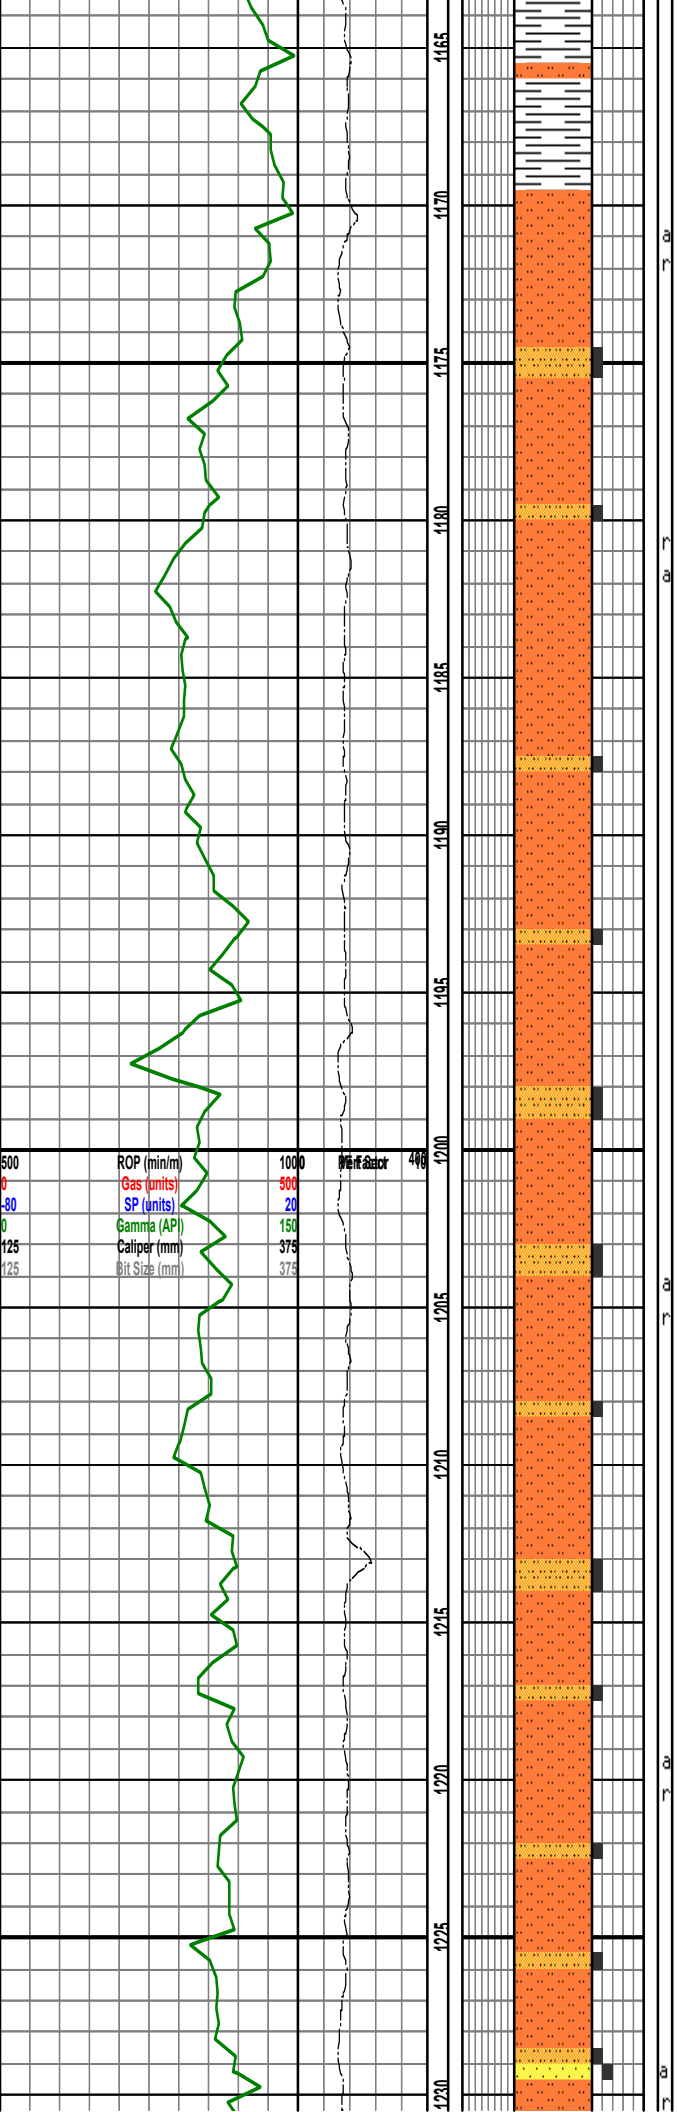 1165
1170
a
r
1175
1180
r
a
1185
1190
1195
1200
500 ROP (min/m) 1000
0 Gas (units) 500
-80 SP (units) 20
0 Gamma (API) 150
125 Caliper (mm) 375
125 Bit Size (mm) 375
a
r
1205
1210
1215
1220
a
r
1225
1230
a
r